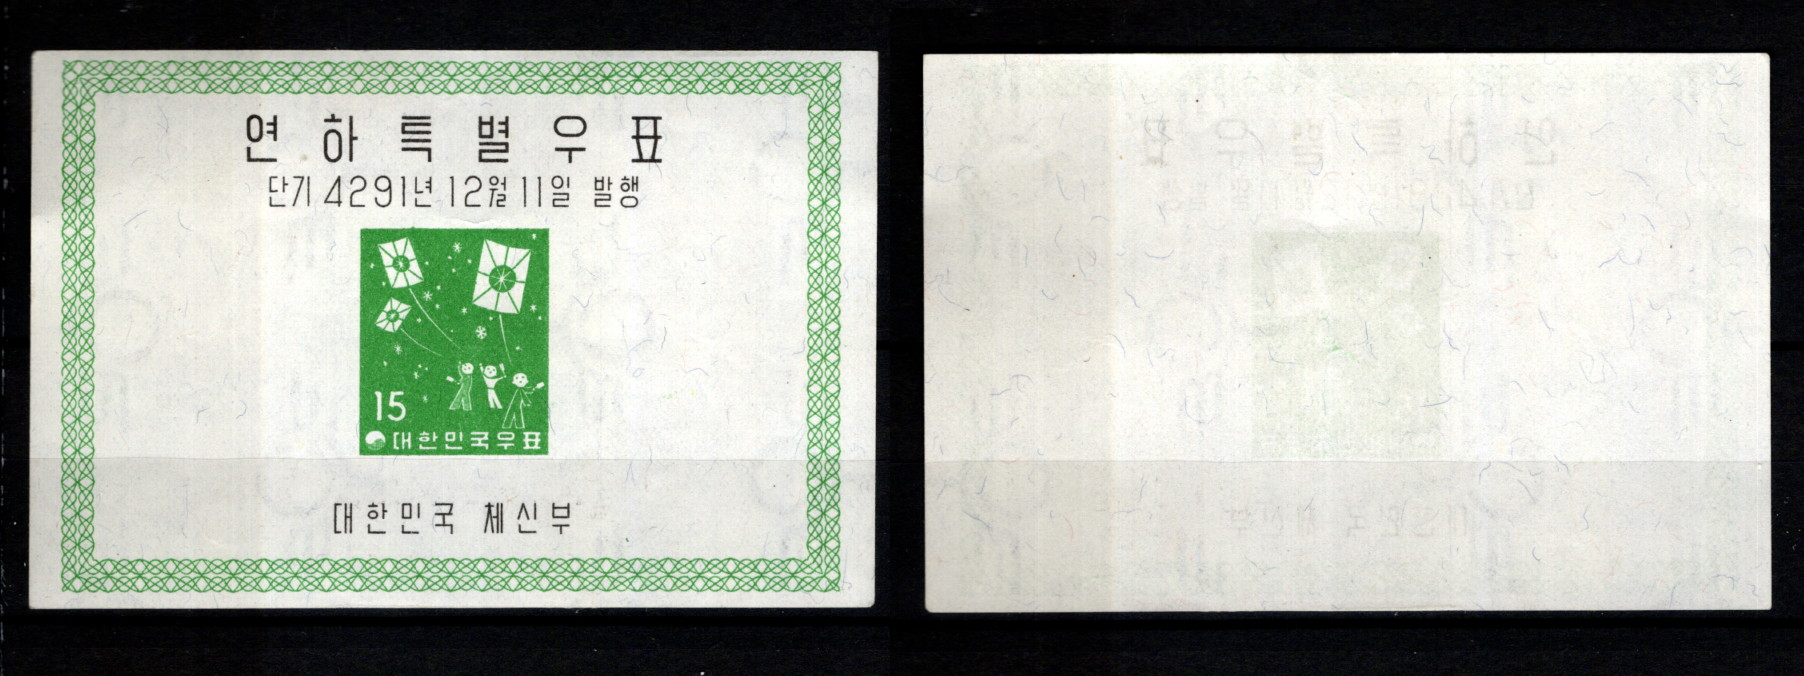 연하특별우표
단기 4291년 12월 11일 발행
15
대한민국우표
대한민국 체신부